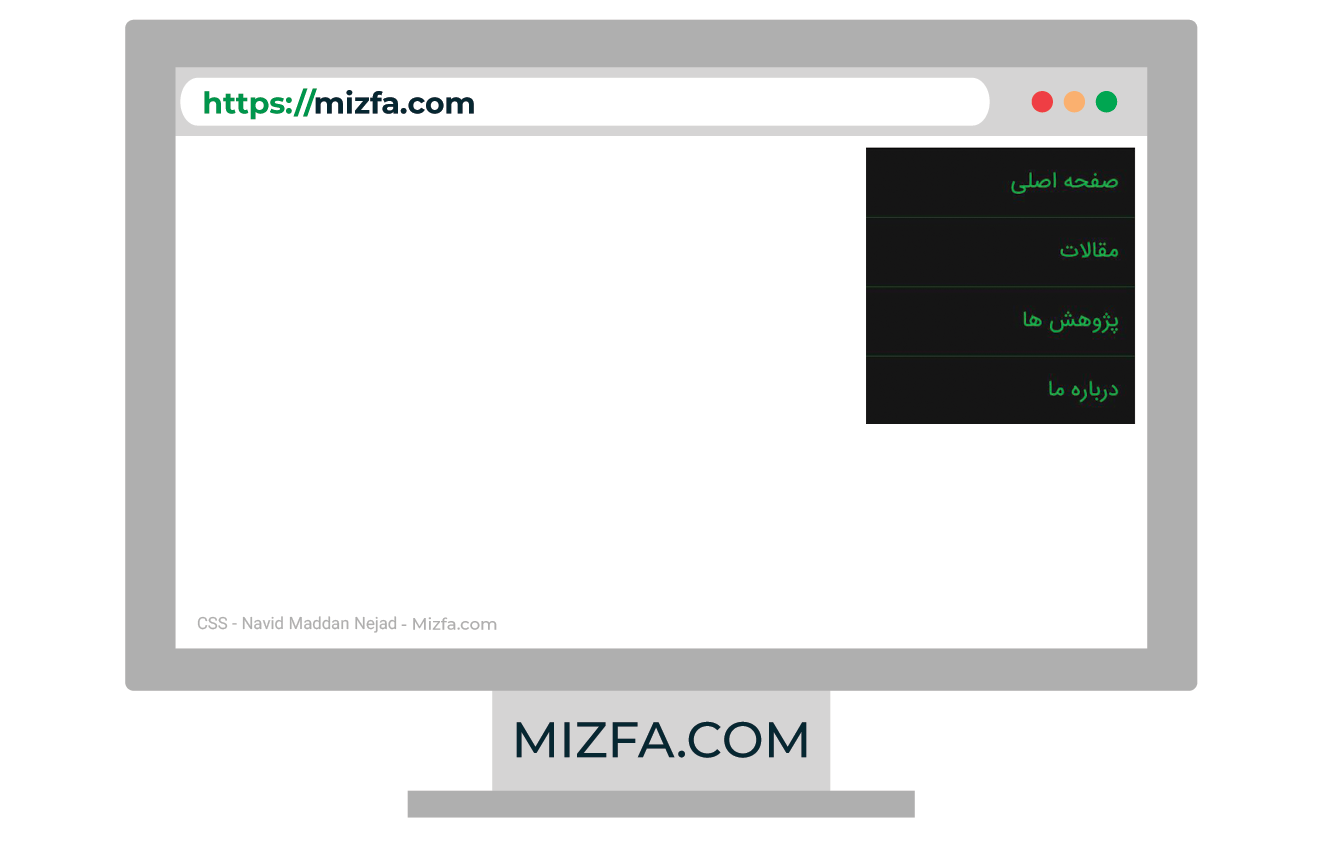 https://mizfa.com
صفحه اصلی
مقالات
پژوهش ها
درباره ما
CSS - Navid Maddan Nejad - Mizfa.com
MIZFA.COM